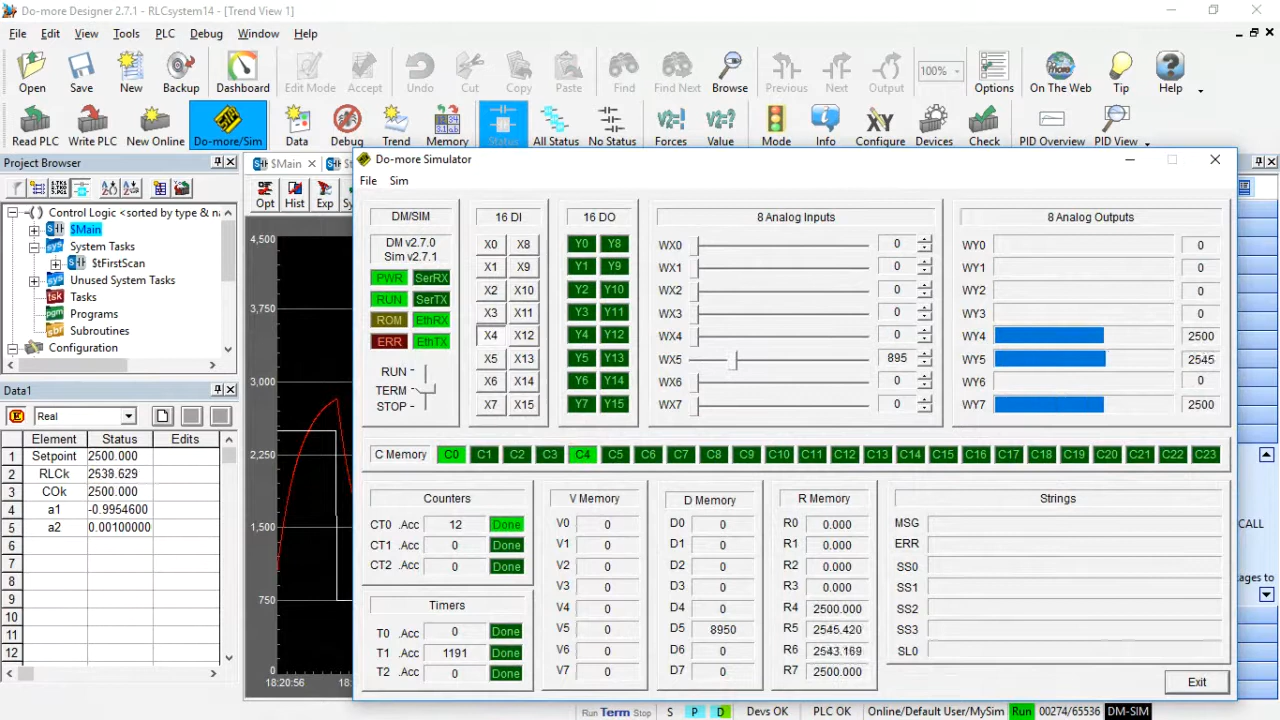 Do-more Designer 2.7.1 - RLCsystem14 - [Trend View 1]
File Edit View Tools PLC Debug Window Help
Open Save New Backup Dashboard Edit Mode Accept Undo Cut Copy Paste Find Find Next Browse Previous Next Output 100% Options On The Web Tip Help
Read PLC Write PLC New Online Do-more/Sim Data Debug Trend Memory Status All Status No Status Forces Value Mode Info Configure Devices Check PID Overview PID View
Project Browser
Control Logic <sorted by type & n
$Main
System Tasks
$tFirstScan
Unused System Tasks
Tasks
Programs
Subroutines
Configuration
Data1
Real
Element Status Edits
1 Setpoint 2500.000
2 RLCk 2538.629
3 COk 2500.000
4 a1 -0.9954600
5 a2 0.00100000
6
7
8
9
10
11
12
$Main
Opt Hist Exp
4,500
3,750
3,000
2,250
1,500
750
0
18:20:56
Do-more Simulator
File Sim
DM/SIM
DM v2.7.0
Sim v2.7.1
PWR SerRX
RUN SerTX
ROM EthRX
ERR EthTX
RUN
TERM
STOP
16 DI
X0 X8
X1 X9
X2 X10
X3 X11
X4 X12
X5 X13
X6 X14
X7 X15
16 DO
Y0 Y8
Y1 Y9
Y2 Y10
Y3 Y11
Y4 Y12
Y5 Y13
Y6 Y14
Y7 Y15
8 Analog Inputs
WX0 0
WX1 0
WX2 0
WX3 0
WX4 0
WX5 895
WX6 0
WX7 0
8 Analog Outputs
WY0 0
WY1 0
WY2 0
WY3 0
WY4 2500
WY5 2545
WY6 0
WY7 2500
C Memory C0 C1 C2 C3 C4 C5 C6 C7 C8 C9 C10 C11 C12 C13 C14 C15 C16 C17 C18 C19 C20 C21 C22 C23
Counters
CT0 .Acc 12 Done
CT1 .Acc 0 Done
CT2 .Acc 0 Done
Timers
T0 .Acc 0 Done
T1 .Acc 1191 Done
T2 .Acc 0 Done
V Memory
V0 0
V1 0
V2 0
V3 0
V4 0
V5 0
V6 0
V7 0
D Memory
D0 0
D1 0
D2 0
D3 0
D4 0
D5 8950
D6 0
D7 0
R Memory
R0 0.000
R1 0.000
R2 0.000
R3 0.000
R4 2500.000
R5 2545.420
R6 2543.169
R7 2500.000
Strings
MSG
ERR
SS0
SS1
SS2
SS3
SL0
Exit
CALL
ages to
Run Term Stop S P D Devs OK PLC OK Online/Default User/MySim Run 00274/65536 DM-SIM